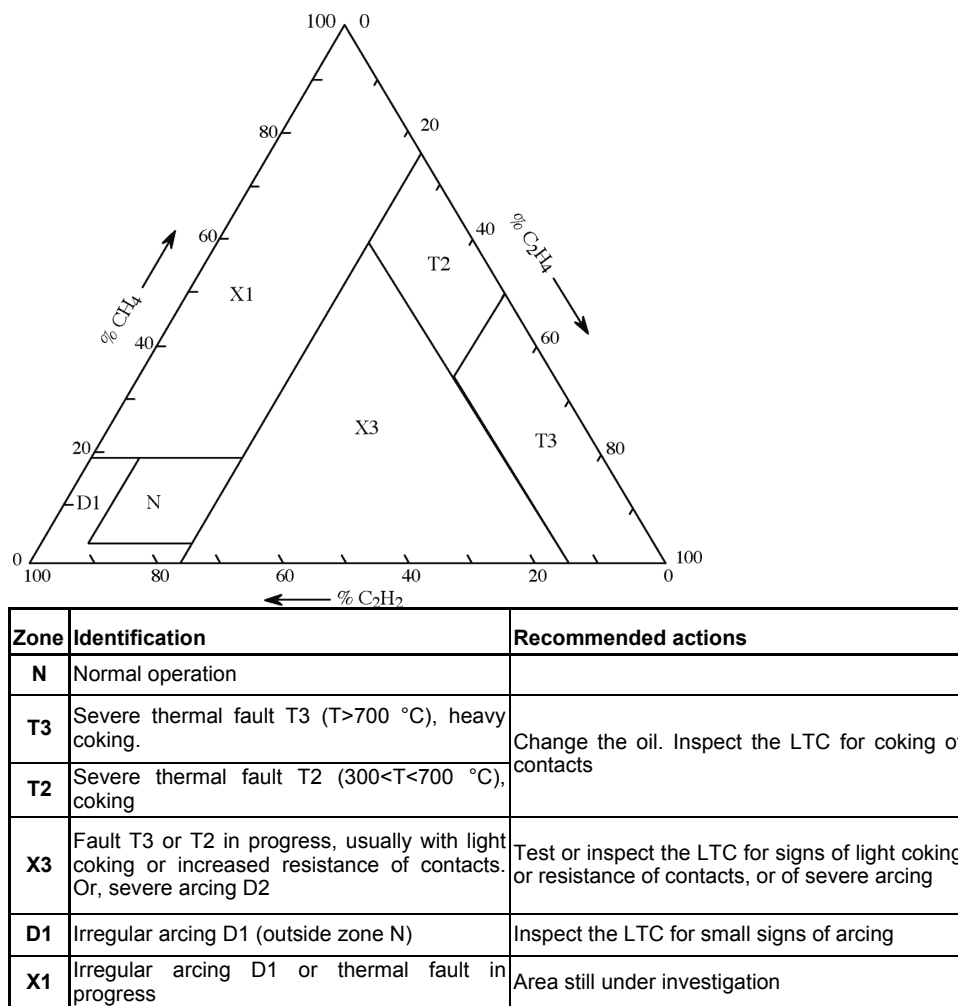 100 0
80 20
% CH4
60 40
% C2H4
T2
X1
40 60
X3
T3
20 80
D1 N
0 100
100 80 60 40 20 0
% C2H2
Zone Identification Recommended actions
N Normal operation
T3 Severe thermal fault T3 (T>700 °C), heavy
coking.
Change the oil. Inspect the LTC for coking of
contacts
T2 Severe thermal fault T2 (300<T<700 °C),
coking
X3 Fault T3 or T2 in progress, usually with light
coking or increased resistance of contacts.
Or, severe arcing D2
Test or inspect the LTC for signs of light coking
or resistance of contacts, or of severe arcing
D1 Irregular arcing D1 (outside zone N) Inspect the LTC for small signs of arcing
X1 Irregular arcing D1 or thermal fault in
progress
Area still under investigation